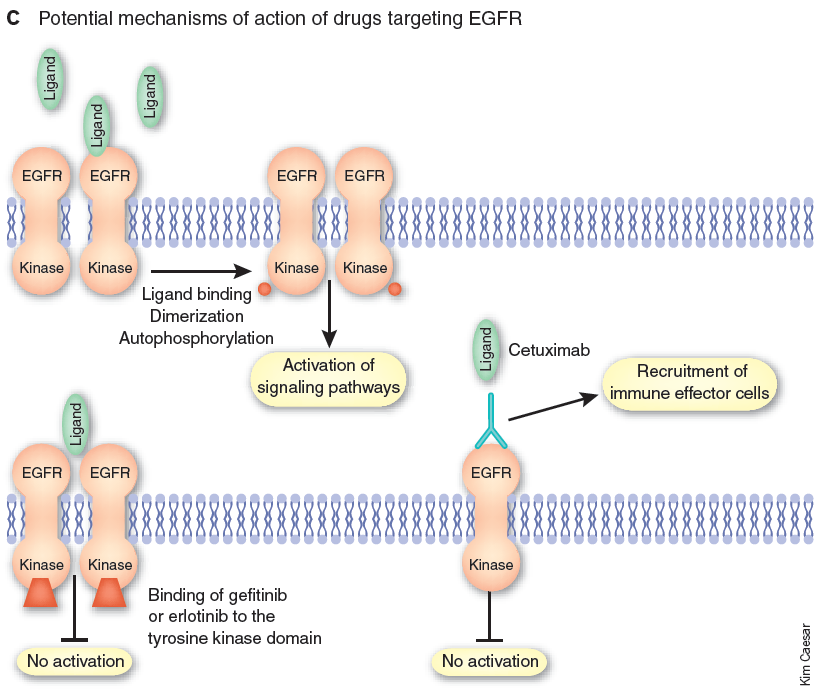 C Potential mechanisms of action of drugs targeting EGFR
Ligand
Ligand
Ligand
EGFR
EGFR
EGFR
EGFR
Kinase
Kinase
Kinase
Kinase
Ligand binding
Dimerization
Autophosphorylation
Activation of
signaling pathways
Ligand
Cetuximab
Recruitment of
immune effector cells
Ligand
EGFR
EGFR
EGFR
Kinase
Kinase
Kinase
Binding of gefitinib
or erlotinib to the
tyrosine kinase domain
No activation
No activation
Kim Caesar